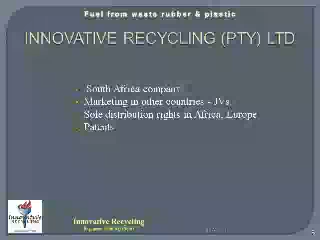 Fuel from waste rubber & plastic
INNOVATIVE RECYCLING (PTY) LTD
South Africa company
Marketing in other countries - JVs.
Sole distribution rights in Africa, Europe
Patents
Innovative Recycling